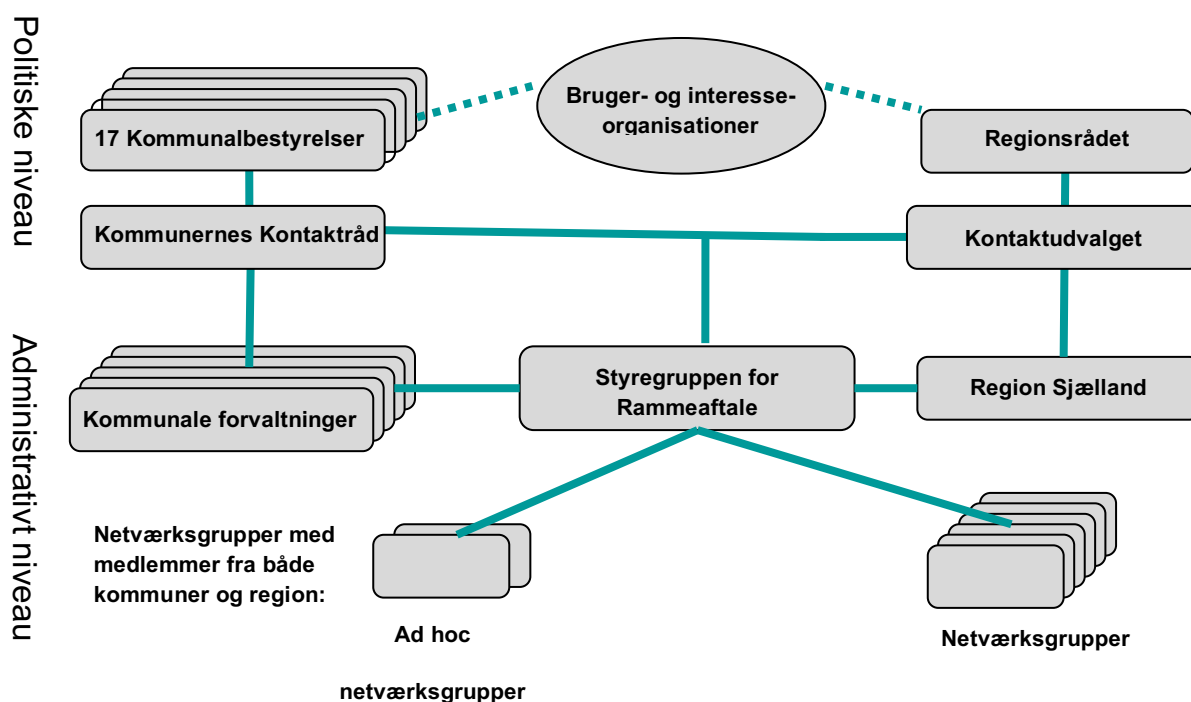 Politiske niveau
Bruger- og interesse-
organisationer
17 Kommunalbestyrelser
Regionsrådet
Kommunernes Kontaktråd
Kontaktudvalget
Administrativt niveau
Styregruppen for
Rammeaftale
Region Sjælland
Kommunale forvaltninger
Netværksgrupper med
medlemmer fra både
kommuner og region:
Ad hoc
netværksgrupper
Netværksgrupper